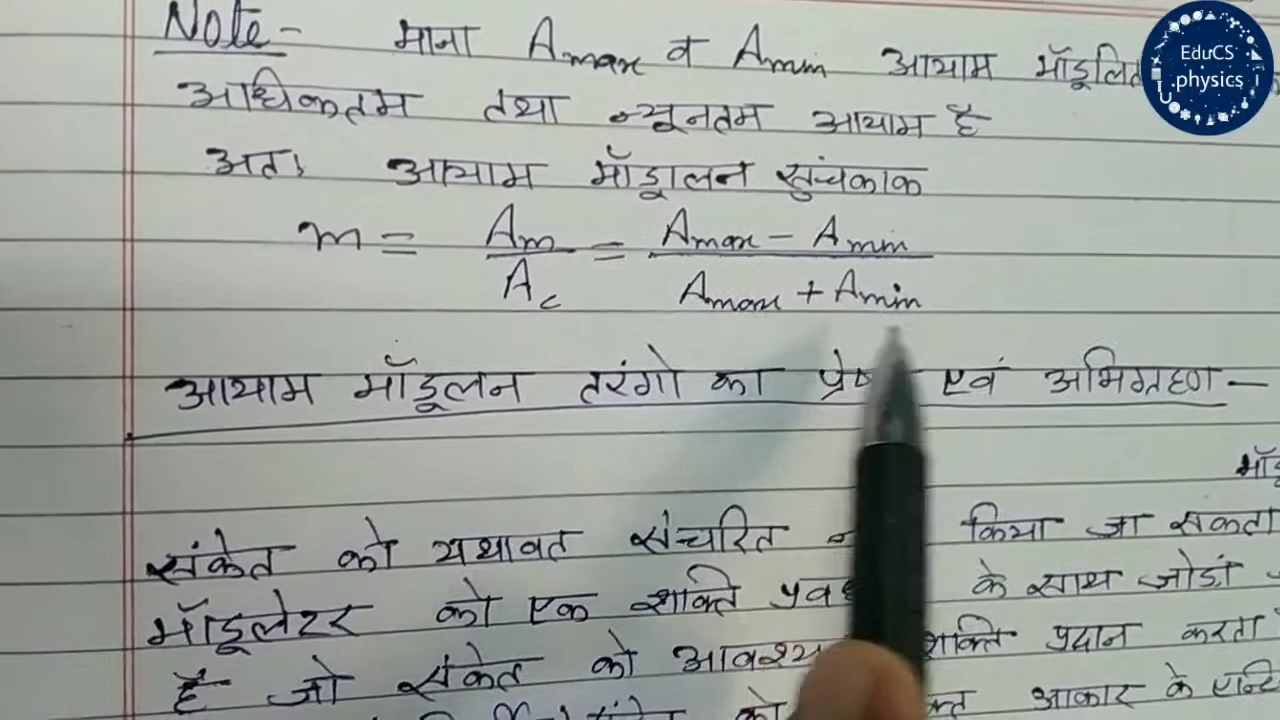 Note- माना Amax व Amin आयाम मॉडूलित
EduCS
physics
अधिकतम तथा न्यूनतम आयाम है
अतः आयाम मॉडूलन सुंचकांक
m = Am/Ac = Amax - Amin/Amax + Amin
आयाम मॉडूलन तरंगो का एवं अभिग्रहण -
संकेत को यथावत संचरित किया जा सकता
मॉडूलेटर को एक शक्ति के साथ जोडां
है जो संकेत को शक्ति प्रदान करता
को आकार के